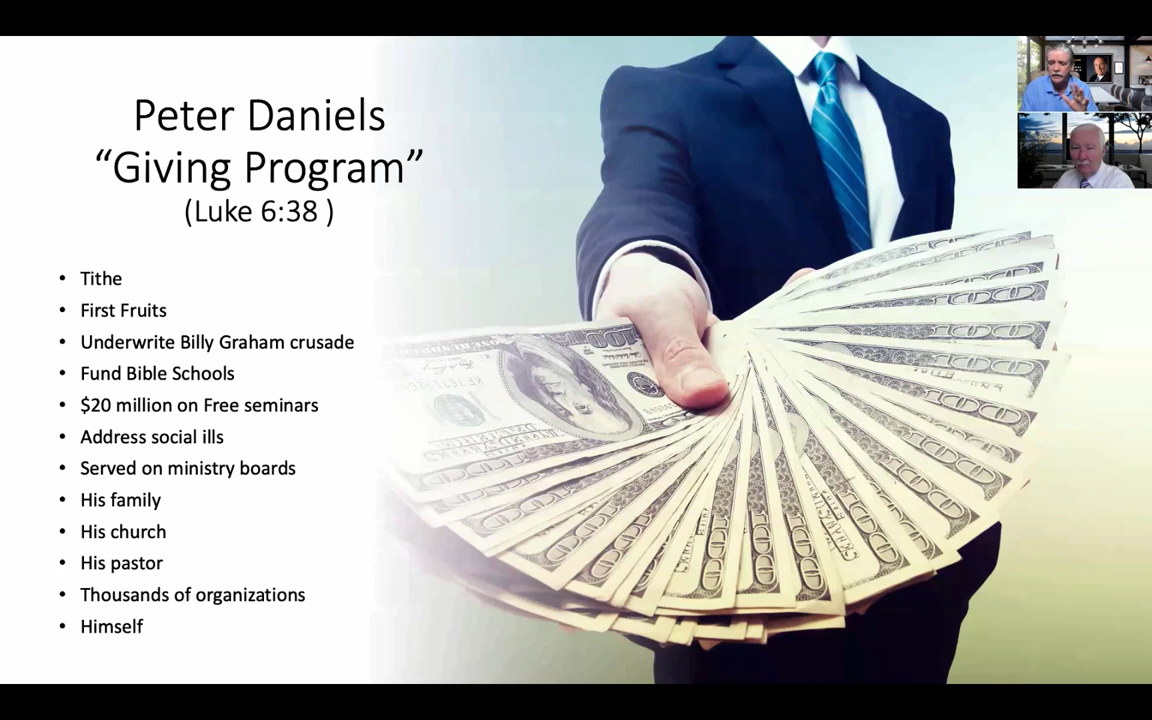 Peter Daniels
“Giving Program”
(Luke 6:38 )
• Tithe
• First Fruits
• Underwrite Billy Graham crusade
• Fund Bible Schools
• $20 million on Free seminars
• Address social ills
• Served on ministry boards
• His family
• His church
• His pastor
• Thousands of organizations
• Himself
100